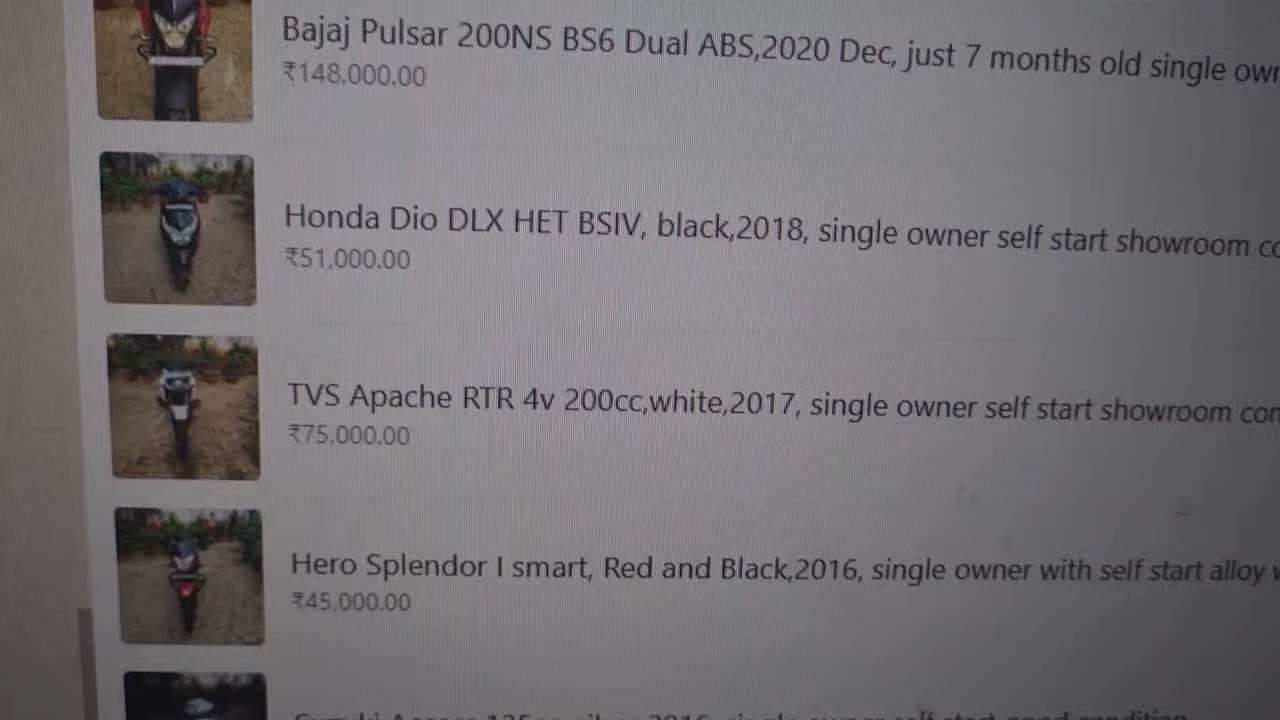 Bajaj Pulsar 200NS BS6 Dual ABS,2020 Dec, just 7 months old single
₹148,000.00
Honda Dio DLX HET BSIV, black,2018, single owner self start showroom
₹51,000.00
TVS Apache RTR 4v 200cc,white,2017, single owner self start showroom
₹75,000.00
Hero Splendor I smart, Red and Black,2016, single owner with self start alloy
₹45,000.00